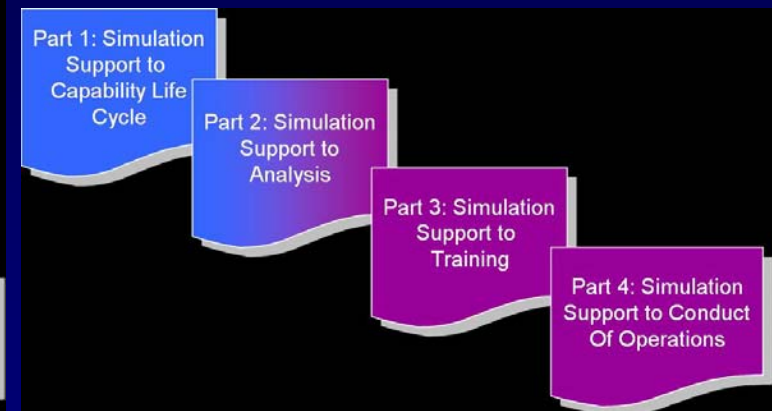 Part 1: Simulation
Support to
Capability Life
Cycle
Part 2: Simulation
Support to
Analysis
Part 3: Simulation
Support to
Training
Part 4: Simulation
Support to Conduct
Of Operations